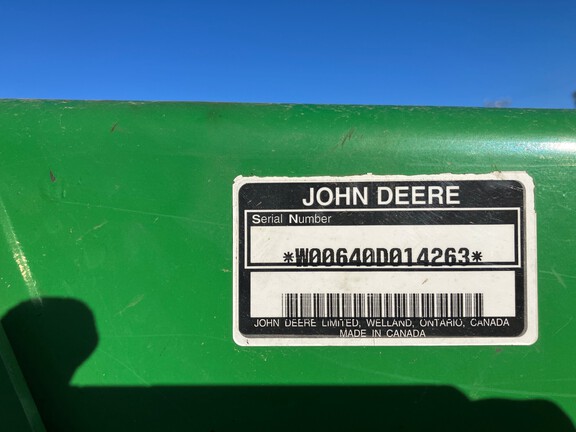 JOHN DEERE
Serial Number
*W00640D014263*
JOHN DEERE LIMITED, WELLAND, ONTARIO, CANADA
MADE IN CANADA